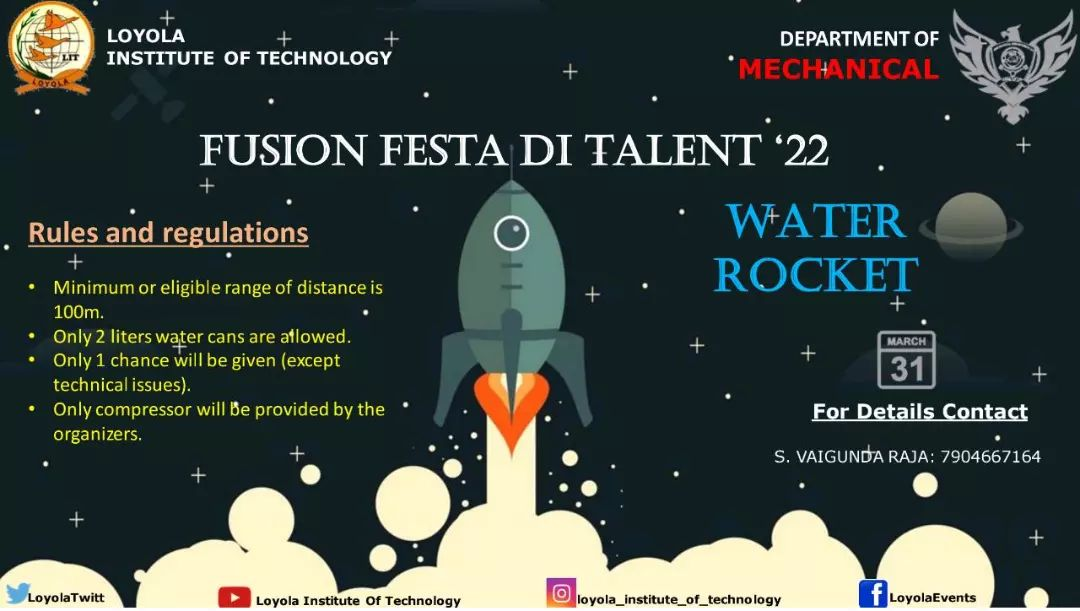 LIT
LOYOLA
LOYOLA
INSTITUTE OF TECHNOLOGY
DEPARTMENT OF
MECHANICAL
FUSION FESTA DI TALENT ‘22
WATER
ROCKET
Rules and regulations
• Minimum or eligible range of distance is
100m.
• Only 2 liters water cans are allowed.
• Only 1 chance will be given (except
technical issues).
• Only compressor will be provided by the
organizers.
MARCH
31
For Details Contact
S. VAIGUNDA RAJA: 7904667164
LoyolaTwitt
Loyola Institute Of Technology
loyola_institute_of_technology
LoyolaEvents